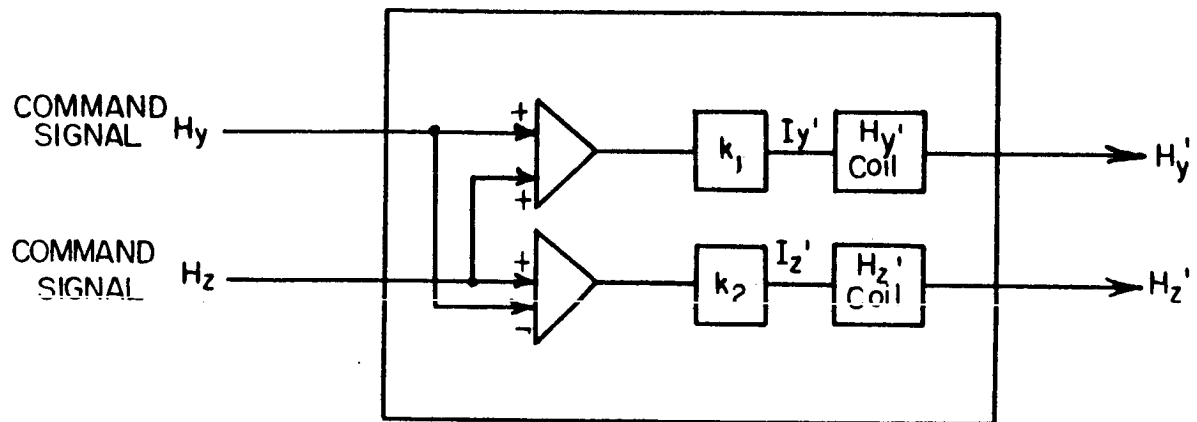 COMMAND
SIGNAL Hy
+
+
k₁
Iy'
Hy'
Coil
Hy'
COMMAND
SIGNAL Hz
+
-
k₂
Iz'
Hz'
Coil
Hz'